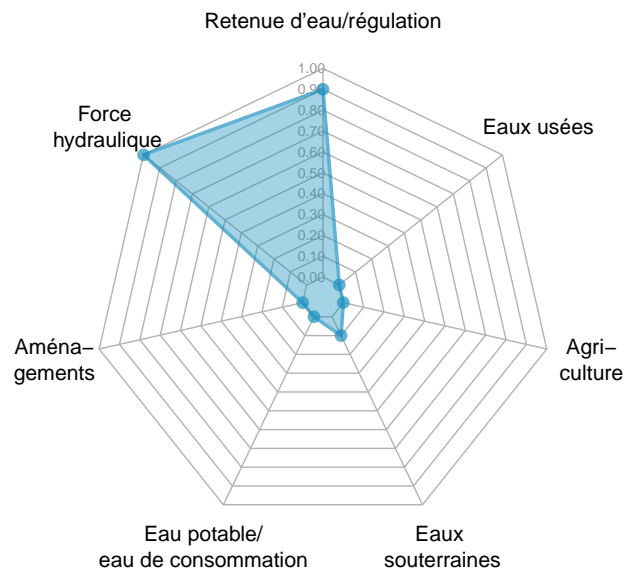 Retenue d'eau/régulation
1.00
0.90
0.80
0.70
0.60
0.50
0.40
0.30
0.20
0.10
0.00
Force
hydraulique
Eaux usées
Aména–
gements
Agri–
culture
Eau potable/
eau de consommation
Eaux
souterraines